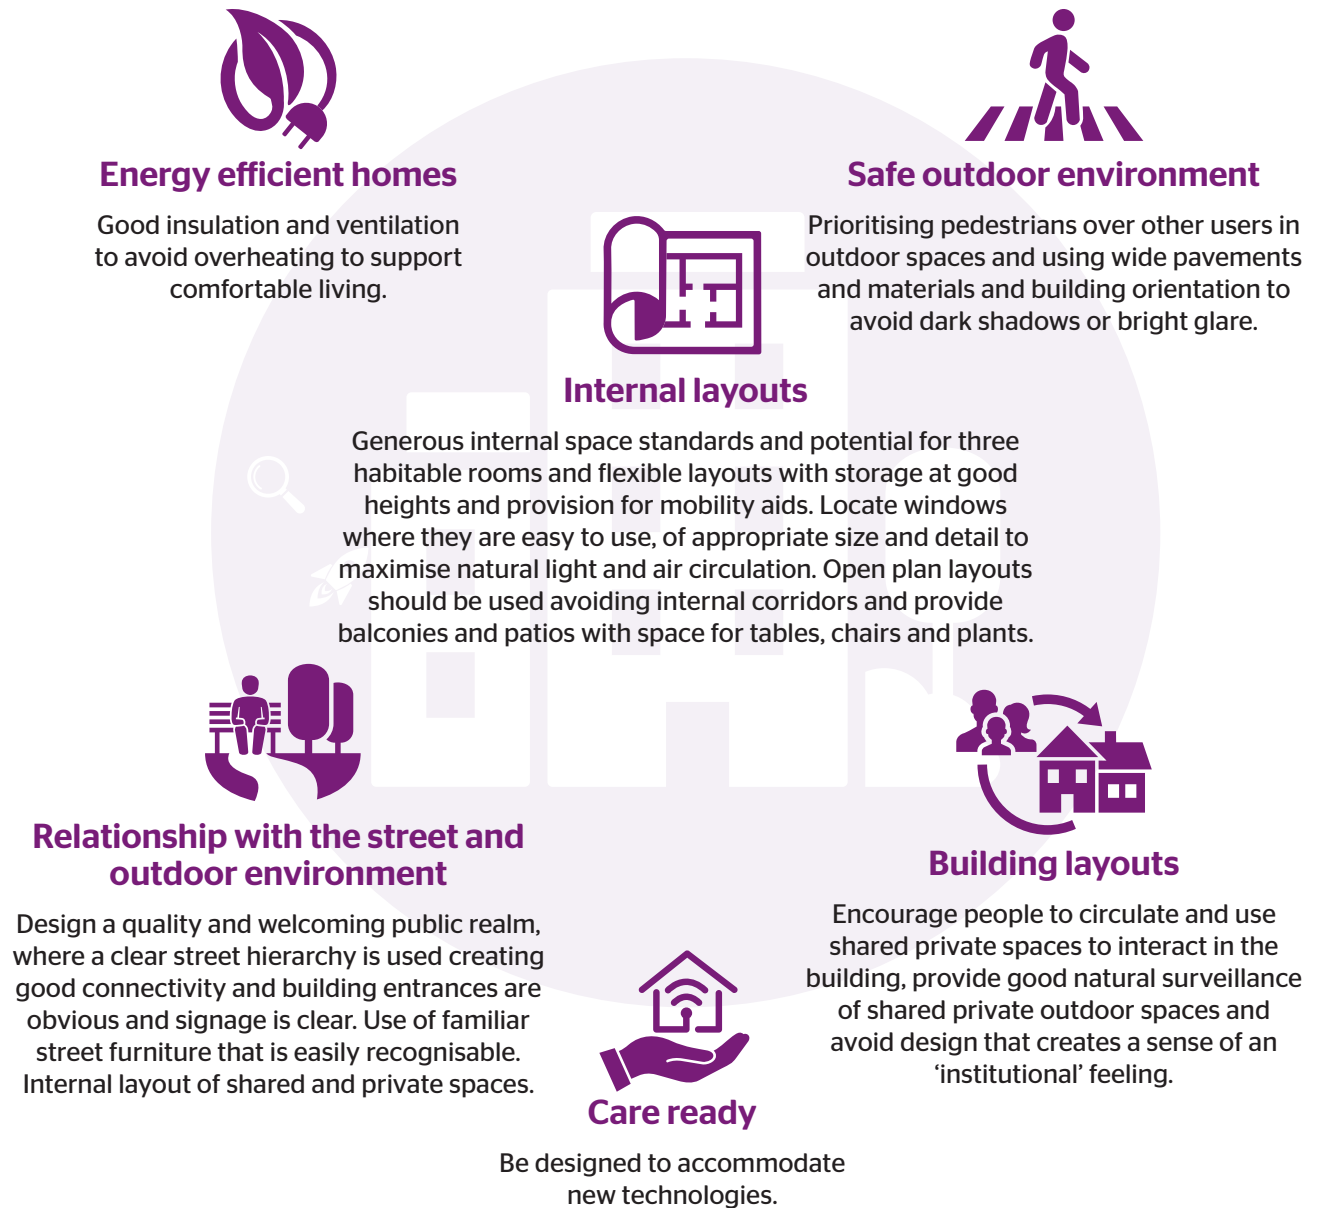 Energy efficient homes
Good insulation and ventilation
to avoid overheating to support
comfortable living.
Safe outdoor environment
Prioritising pedestrians over other users in
outdoor spaces and using wide pavements
and materials and building orientation to
avoid dark shadows or bright glare.
Internal layouts
Generous internal space standards and potential for three
habitable rooms and flexible layouts with storage at good
heights and provision for mobility aids. Locate windows
where they are easy to use, of appropriate size and detail to
maximise natural light and air circulation. Open plan layouts
should be used avoiding internal corridors and provide
balconies and patios with space for tables, chairs and plants.
Relationship with the street and
outdoor environment
Design a quality and welcoming public realm,
where a clear street hierarchy is used creating
good connectivity and building entrances are
obvious and signage is clear. Use of familiar
street furniture that is easily recognisable.
Internal layout of shared and private spaces.
Building layouts
Encourage people to circulate and use
shared private spaces to interact in the
building, provide good natural surveillance
of shared private outdoor spaces and
avoid design that creates a sense of an
‘institutional’ feeling.
Care ready
Be designed to accommodate
new technologies.